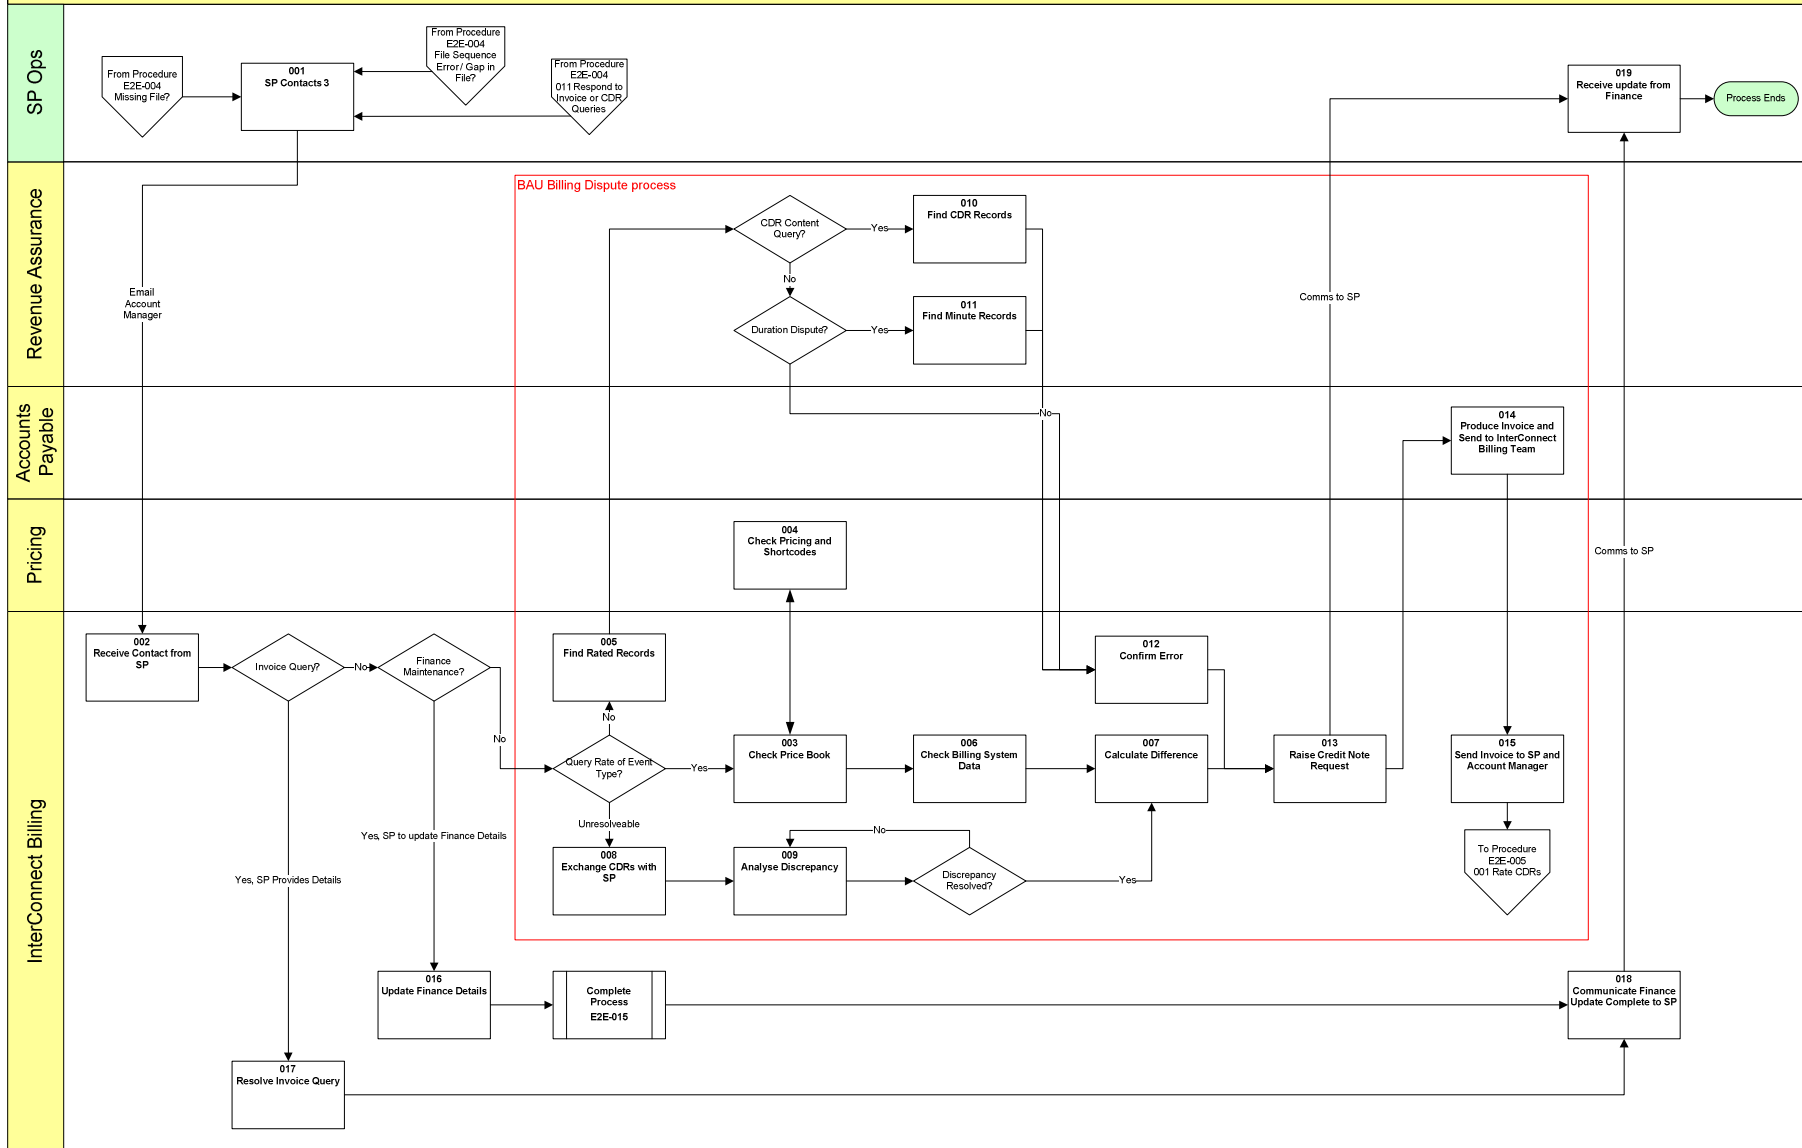 SP Ops
From Procedure
E2E-004
Missing File?
001
SP Contacts 3
From Procedure
E2E-004
File Sequence
Error/ Gap in
File?
From Procedure
E2E-004
011 Respond to
Invoice or CDR
Queries
019
Receive update from
Finance
Process Ends
Revenue Assurance
Email
Account
Manager
BAU Billing Dispute process
CDR Content
Query?
Yes
010
Find CDR Records
No
Duration Dispute?
Yes
011
Find Minute Records
Comms to SP
Accounts
Payable
No
014
Produce Invoice and
Send to InterConnect
Billing Team
Pricing
004
Check Pricing and
Shortcodes
Comms to SP
InterConnect Billing
002
Receive Contact from
SP
Invoice Query?
No
Finance
Maintenance?
No
005
Find Rated Records
No
Query Rate of Event
Type?
Yes
003
Check Price Book
006
Check Billing System
Data
007
Calculate Difference
012
Confirm Error
013
Raise Credit Note
Request
015
Send Invoice to SP and
Account Manager
Unresolveable
Yes, SP to update Finance Details
Yes, SP Provides Details
008
Exchange CDRs with
SP
009
Analyse Discrepancy
No
Discrepancy
Resolved?
Yes
To Procedure
E2E-005
001 Rate CDRs
016
Update Finance Details
Complete
Process
E2E-015
018
Communicate Finance
Update Complete to SP
017
Resolve Invoice Query